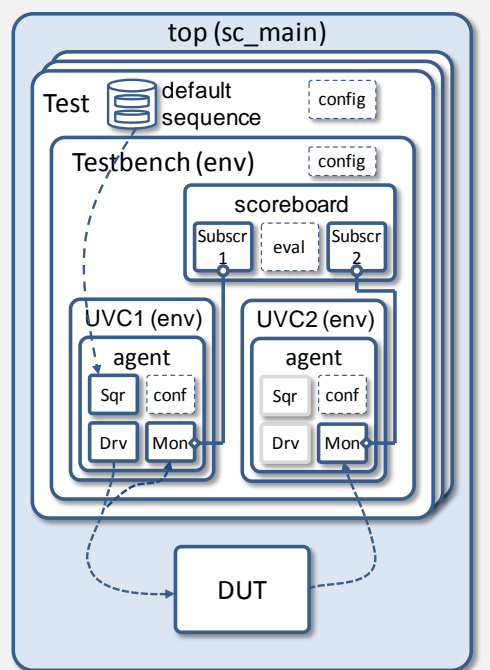 top (sc_main)
Test
default
sequence
config
Testbench (env)
config
scoreboard
Subscr
1
eval
Subscr
2
UVC1 (env)
agent
Sqr
conf
Drv
Mon
UVC2 (env)
agent
Sqr
conf
Drv
Mon
DUT